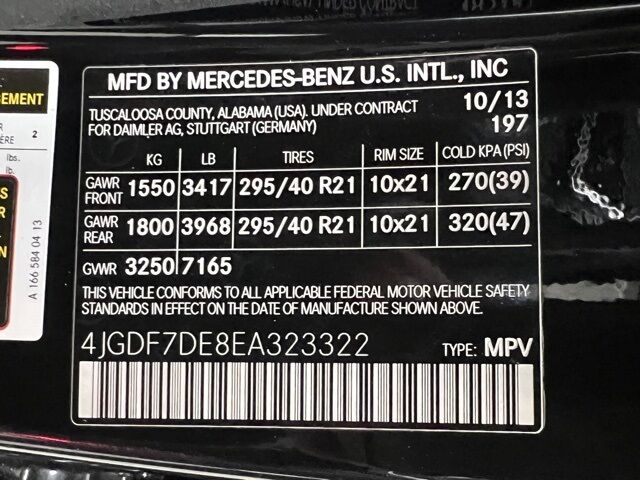 MFD BY MERCEDES-BENZ U.S. INTL., INC
TUSCALOOSA COUNTY, ALABAMA (USA). UNDER CONTRACT 10/13
FOR DAIMLER AG, STUTTGART (GERMANY) 197
KG LB TIRES RIM SIZE COLD KPA (PSI)
GAWR FRONT 1550 3417 295/40 R21 10x21 270(39)
GAWR REAR 1800 3968 295/40 R21 10x21 320(47)
GVWR 3250 7165
THIS VEHICLE CONFORMS TO ALL APPLICABLE FEDERAL MOTOR VEHICLE SAFETY
STANDARDS IN EFFECT ON THE DATE OF MANUFACTURE SHOWN ABOVE.
4JGDF7DE8EA323322 TYPE: MPV
2
lbs.
lb.
A 166 584 04 13